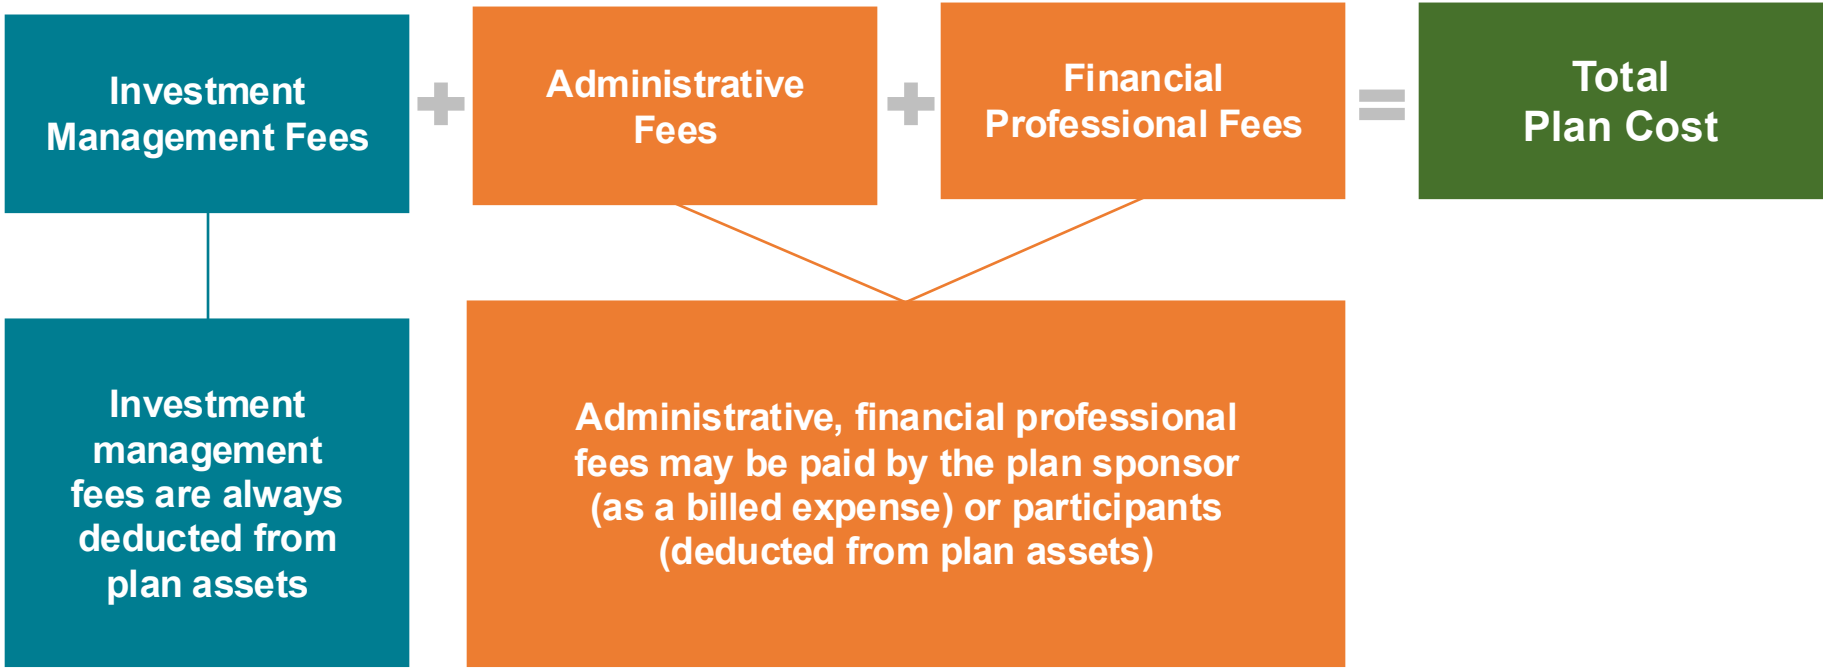 Investment
Management Fees
+
Administrative
Fees
+
Financial
Professional Fees
=
Total
Plan Cost
Investment
management
fees are always
deducted from
plan assets
Administrative, financial professional
fees may be paid by the plan sponsor
(as a billed expense) or participants
(deducted from plan assets)